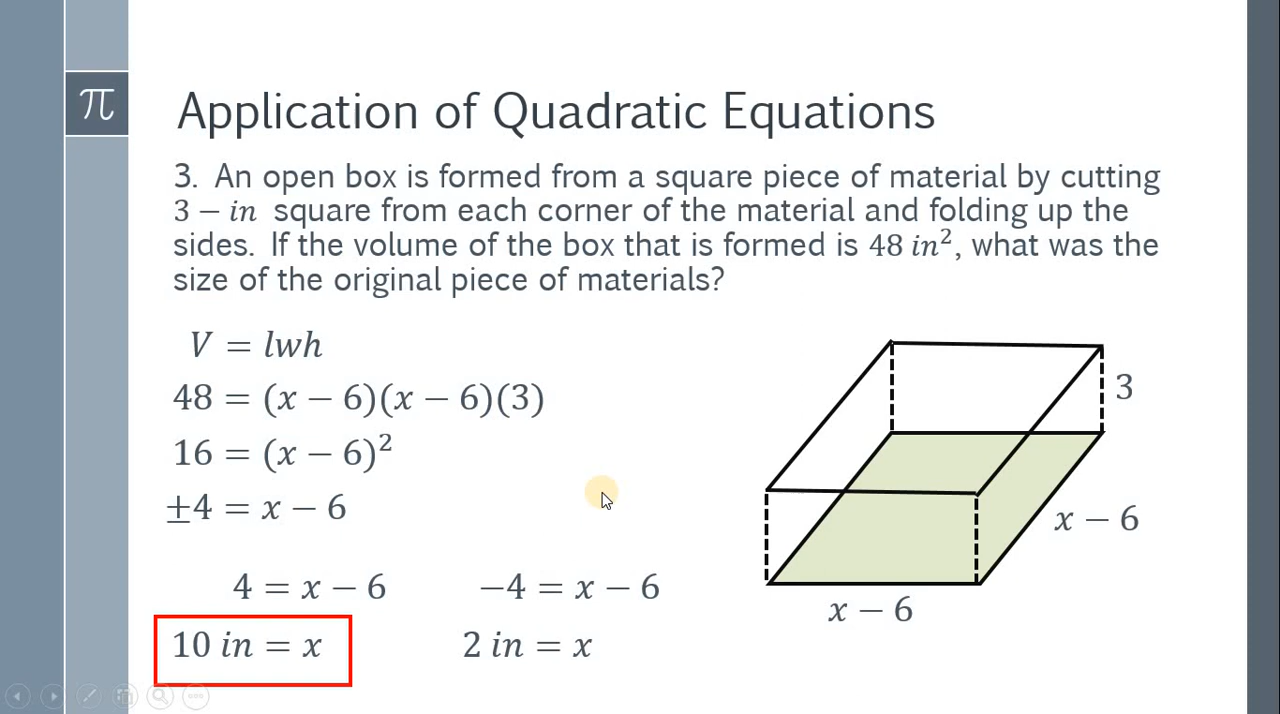 π
Application of Quadratic Equations
3. An open box is formed from a square piece of material by cutting
3 − in square from each corner of the material and folding up the
sides. If the volume of the box that is formed is 48 in², what was the
size of the original piece of materials?
V = lwh
48 = (x − 6)(x − 6)(3)
16 = (x − 6)²
±4 = x − 6
4 = x − 6
−4 = x − 6
10 in = x
2 in = x
3
x − 6
x − 6